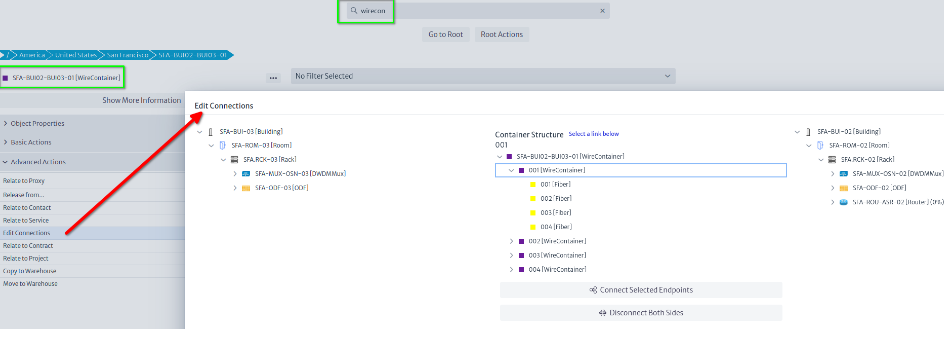 wirecon
Go to Root
Root Actions
/ America United States San Francisco SFA-BUI02-BUI03-01
SFA-BUI02-BUI03-01 [WireContainer]
...
No Filter Selected
Show More Information
Object Properties
Basic Actions
Advanced Actions
Relate to Proxy
Release from...
Relate to Contact
Relate to Service
Edit Connections
Relate to Contract
Relate to Project
Copy to Warehouse
Move to Warehouse
Edit Connections
SFA-BUI-03 [Building]
SFA-ROM-03 [Room]
SFA.RCK-03 [Rack]
SFA-MUX-OSN-03 [DWDMMux]
SFA-ODF-03 [ODF]
Container Structure Select a link below
001
SFA-BUI02-BUI03-01 [WireContainer]
001 [WireContainer]
001 [Fiber]
002 [Fiber]
003 [Fiber]
004 [Fiber]
002 [WireContainer]
003 [WireContainer]
004 [WireContainer]
Connect Selected Endpoints
Disconnect Both Sides
SFA-BUI-02 [Building]
SFA-ROM-02 [Room]
SFA.RCK-02 [Rack]
SFA-MUX-OSN-02 [DWDMMux]
SFA-ODF-02 [ODF]
SFA-ROU-ASR-02 [Router] (0%)